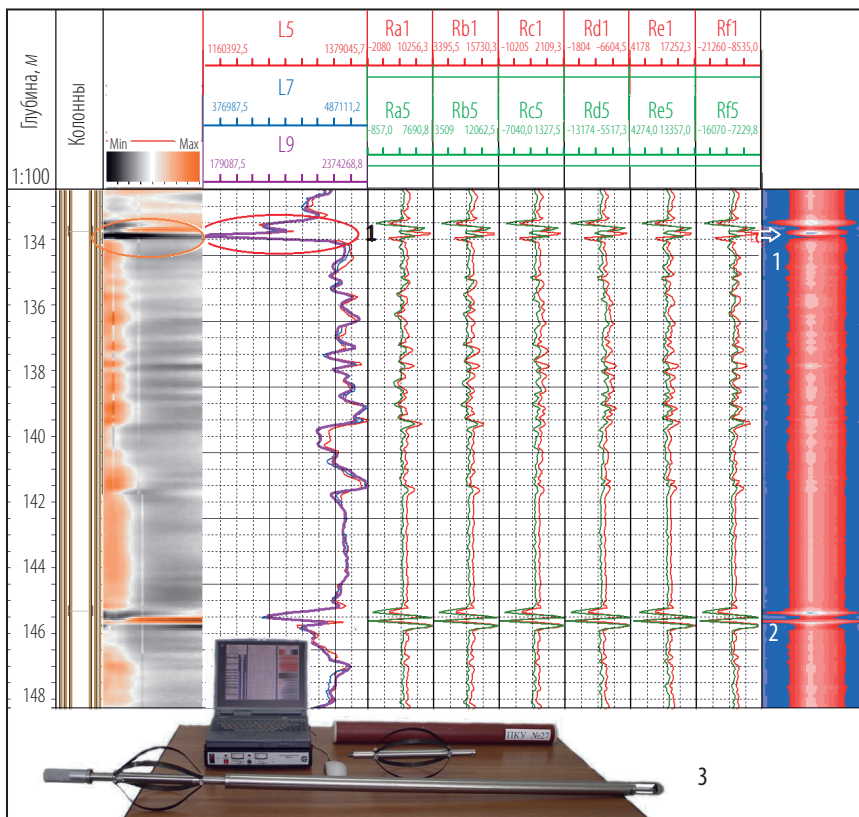 Глубина, м
Колонны
1:100
Min Max
L5
1160392,5 1379045,7
L7
376987,5 487111,2
L9
179087,5 2374268,8
Ra1 Rb1 Rc1 Rd1 Re1 Rf1
-2080 10256,3 3395,5 15730,3 -10205 2109,3 -1804 -6604,5 4178 17252,3 -21260 -8535,0
Ra5 Rb5 Rc5 Rd5 Re5 Rf5
-857,0 7690,8 3509 12062,5 -7040,0 1327,5 -13174 -5517,3 4274,0 13357,0 -16070 -7229,8
134
1
1
136
138
140
142
144
146
2
148
ПКУ №27
3